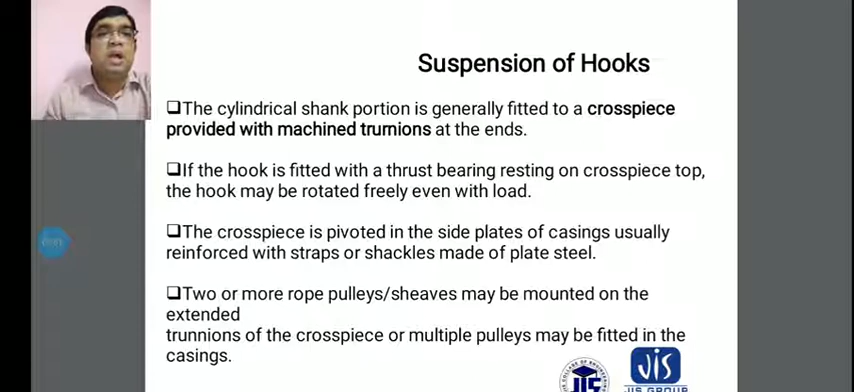 Suspension of Hooks
❑The cylindrical shank portion is generally fitted to a crosspiece
provided with machined trurnions at the ends.
❑If the hook is fitted with a thrust bearing resting on crosspiece top,
the hook may be rotated freely even with load.
❑The crosspiece is pivoted in the side plates of casings usually
reinforced with straps or shackles made of plate steel.
❑Two or more rope pulleys/sheaves may be mounted on the
extended
trunnions of the crosspiece or multiple pulleys may be fitted in the
casings.
JIS
JIS GROUP